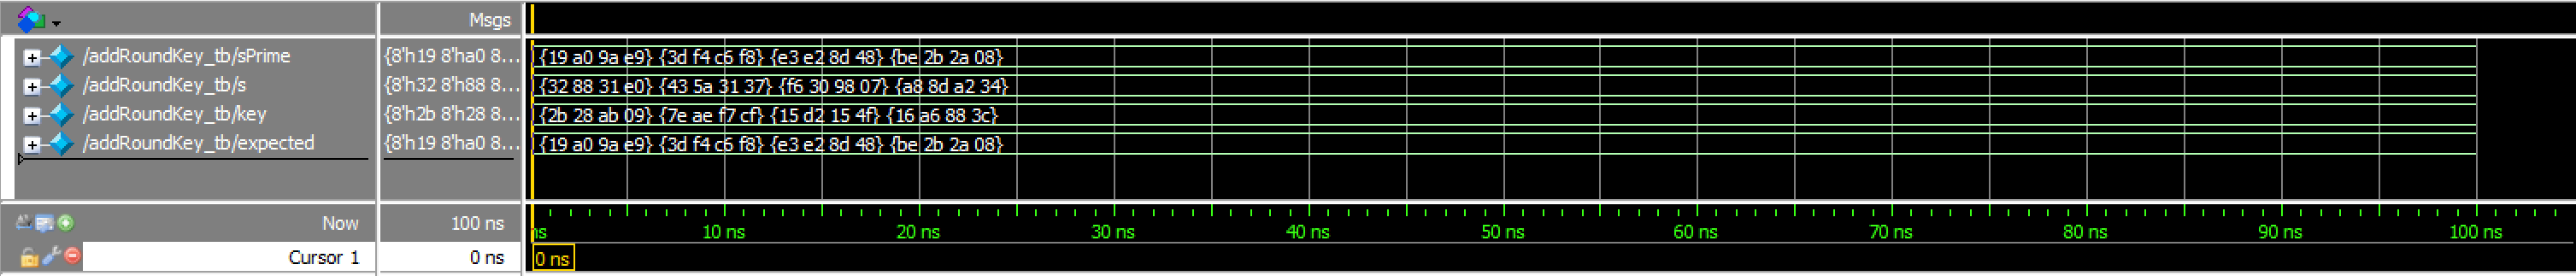 Msgs
/addRoundKey_tb/sPrime {8'h19 8'ha0 8... {19 a0 9a e9} {3d f4 c6 f8} {e3 e2 8d 48} {be 2b 2a 08}
/addRoundKey_tb/s {8'h32 8'h88 8... {32 88 31 e0} {43 5a 31 37} {f6 30 98 07} {a8 8d a2 34}
/addRoundKey_tb/key {8'h2b 8'h28 8... {2b 28 ab 09} {7e ae f7 cf} {15 d2 15 4f} {16 a6 88 3c}
/addRoundKey_tb/expected {8'h19 8'ha0 8... {19 a0 9a e9} {3d f4 c6 f8} {e3 e2 8d 48} {be 2b 2a 08}
Now 100 ns ns 10 ns 20 ns 30 ns 40 ns 50 ns 60 ns 70 ns 80 ns 90 ns 100 ns
Cursor 1 0 ns 0 ns